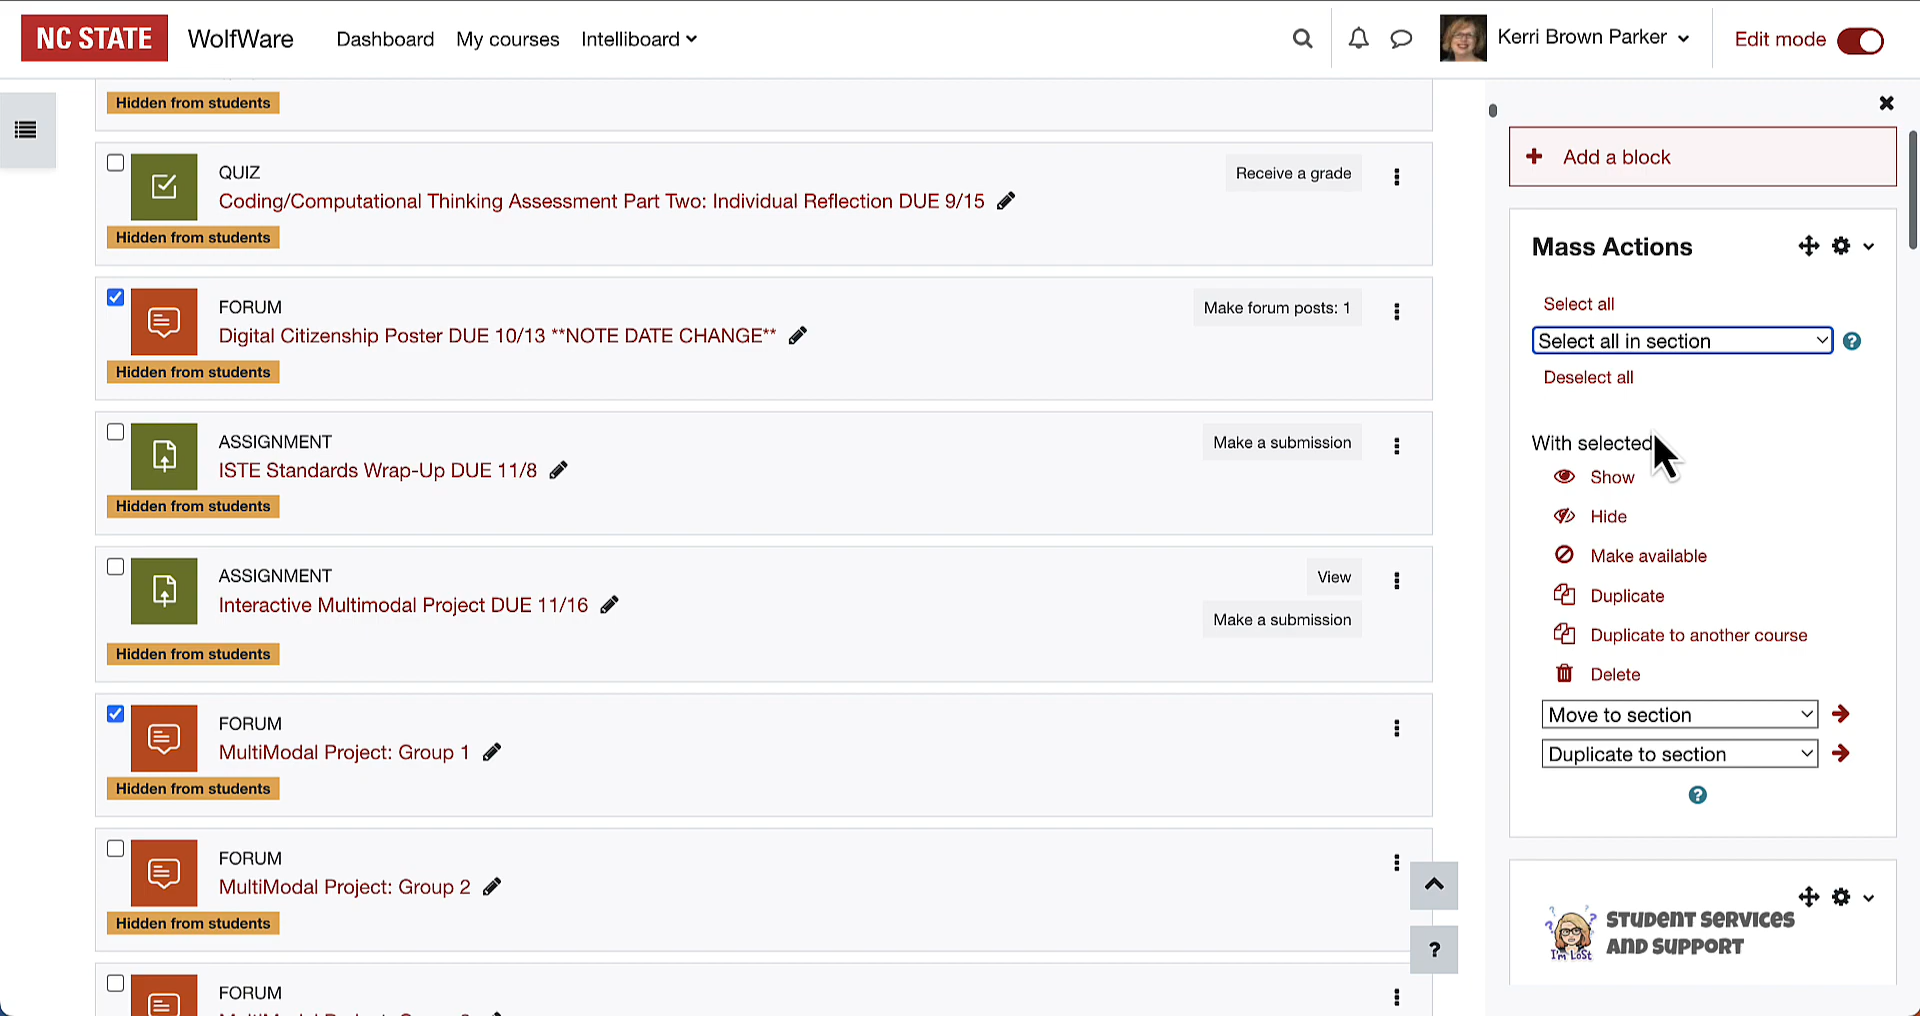 NC STATE WolfWare Dashboard My courses Intelliboard Kerri Brown Parker Edit mode
Hidden from students
QUIZ
Coding/Computational Thinking Assessment Part Two: Individual Reflection DUE 9/15
Receive a grade
Hidden from students
FORUM
Digital Citizenship Poster DUE 10/13 **NOTE DATE CHANGE**
Make forum posts: 1
Hidden from students
ASSIGNMENT
ISTE Standards Wrap-Up DUE 11/8
Make a submission
Hidden from students
ASSIGNMENT
Interactive Multimodal Project DUE 11/16
View
Make a submission
Hidden from students
FORUM
MultiModal Project: Group 1
Hidden from students
FORUM
MultiModal Project: Group 2
Hidden from students
FORUM
?
+ Add a block
Mass Actions
Select all
Select all in section ?
Deselect all
With selected
Show
Hide
Make available
Duplicate
Duplicate to another course
Delete
Move to section
Duplicate to section
?
I'm Lost
Student Services
and Support